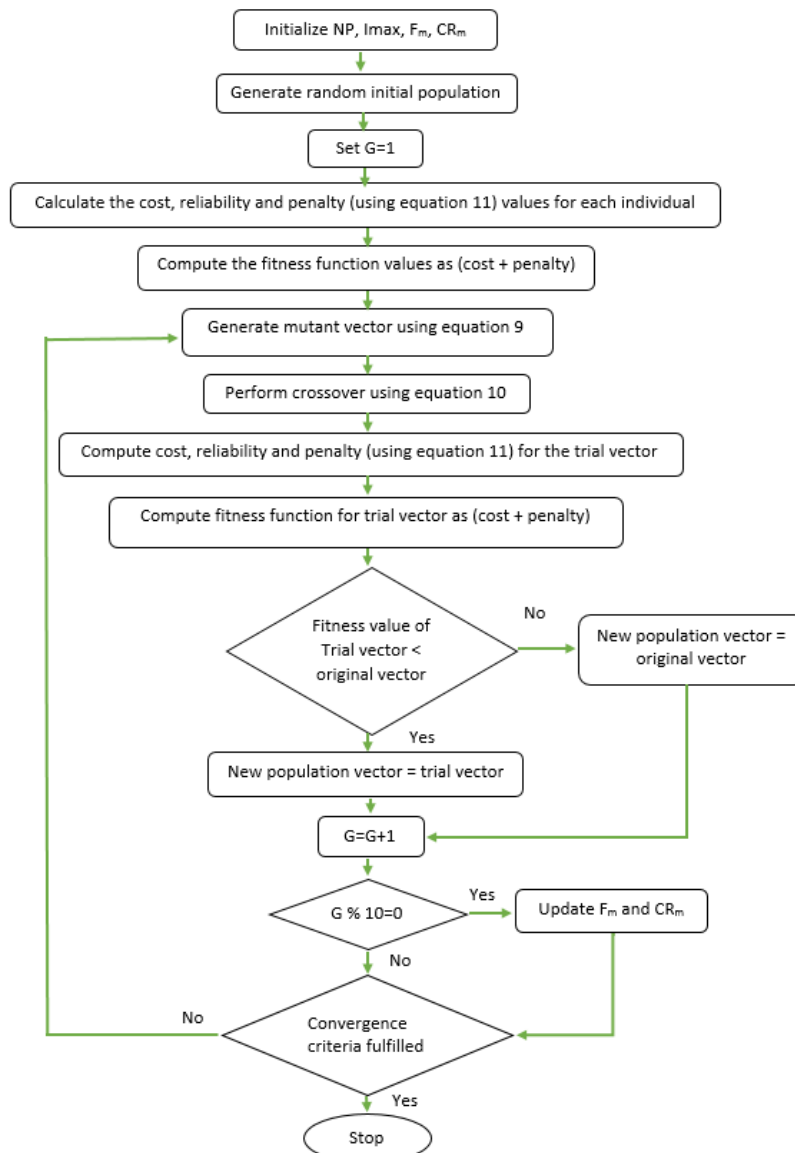 Initialize NP, Imax, Fₘ, CRₘ
Generate random initial population
Set G=1
Calculate the cost, reliability and penalty (using equation 11) values for each individual
Compute the fitness function values as (cost + penalty)
Generate mutant vector using equation 9
Perform crossover using equation 10
Compute cost, reliability and penalty (using equation 11) for the trial vector
Compute fitness function for trial vector as (cost + penalty)
Fitness value of
Trial vector <
original vector
No
New population vector =
original vector
Yes
New population vector = trial vector
G=G+1
G % 10=0
Yes
Update Fₘ and CRₘ
No
Convergence
criteria fulfilled
No
Yes
Stop